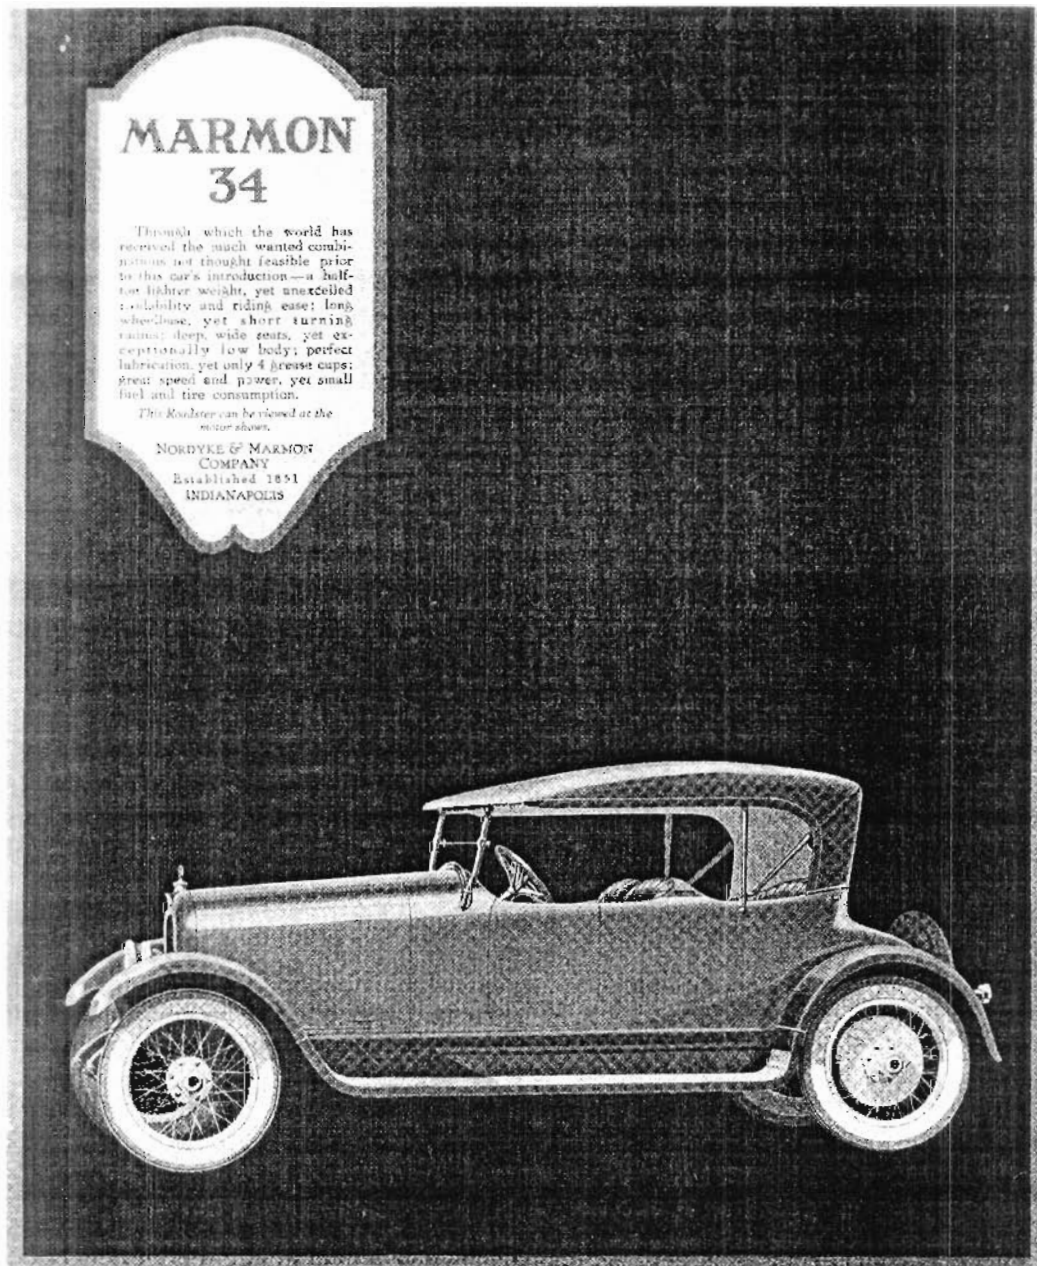 MARMON
34
Through which the world has
received the much wanted combi-
nations not thought feasible prior
to this car's introduction—a half-
ton lighter weight, yet unexcelled
roadability and riding ease; long
wheelbase, yet short turning
radius; deep, wide seats, yet ex-
ceptionally low body; perfect
lubrication, yet only 4 grease cups;
great speed and power, yet small
fuel and tire consumption.
This Roadster can be viewed at the
motor shows.
NORDYKE & MARMON
COMPANY
Established 1851
INDIANAPOLIS